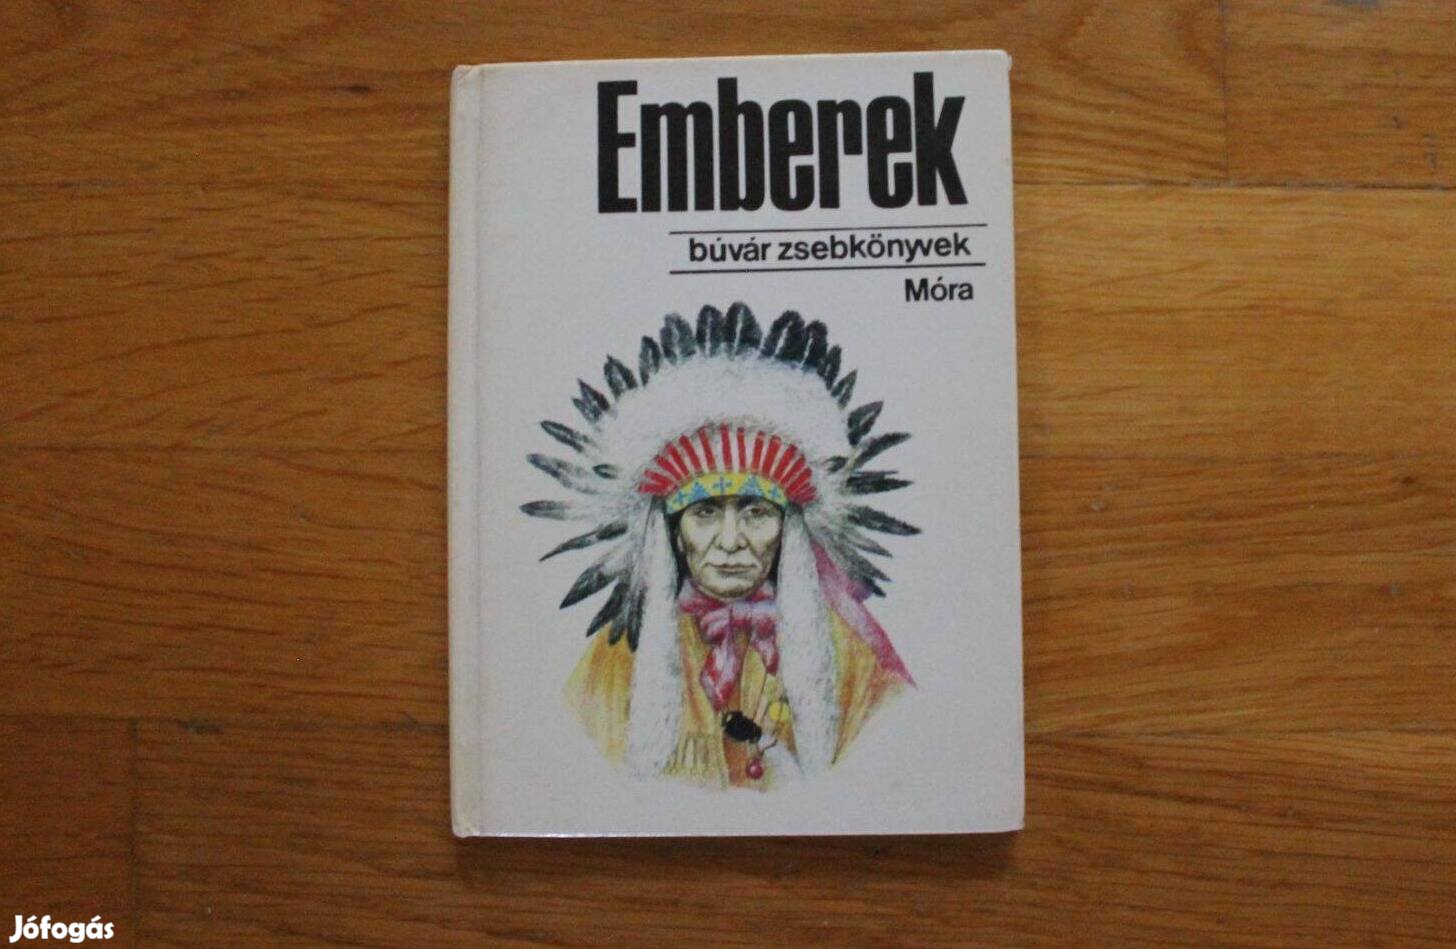 Emberek
búvár zsebkönyvek
Móra
Jófogás